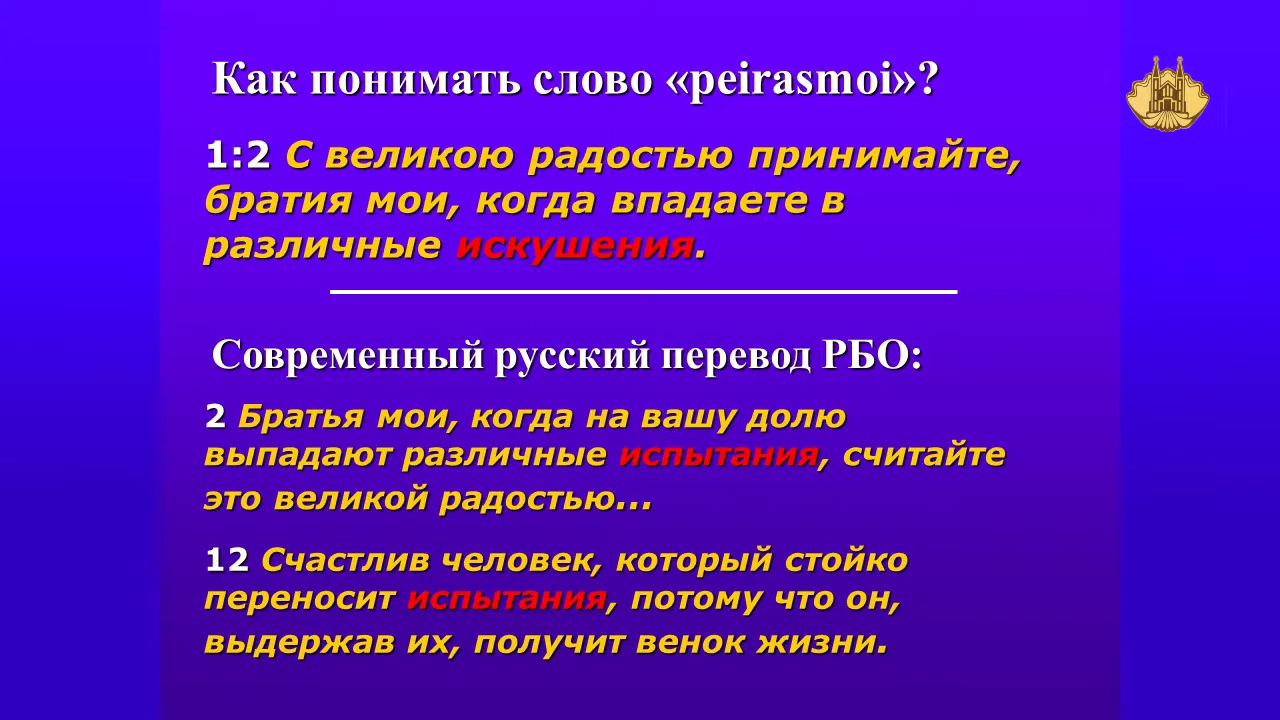 Как понимать слово «peirasmoi»?
1:2 С великою радостью принимайте,
братия мои, когда впадаете в
различные искушения.
Современный русский перевод РБО:
2 Братья мои, когда на вашу долю
выпадают различные испытания, считайте
это великой радостью...
12 Счастлив человек, который стойко
переносит испытания, потому что он,
выдержав их, получит венок жизни.